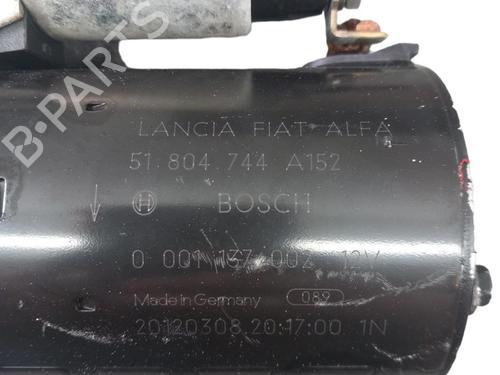 B-PARTS
LANCIA FIAT ALFA
51 804 744 A152
H BOSCH
0 001 137 002 12V
Made in Germany 089
20120308.20:17:00 1N